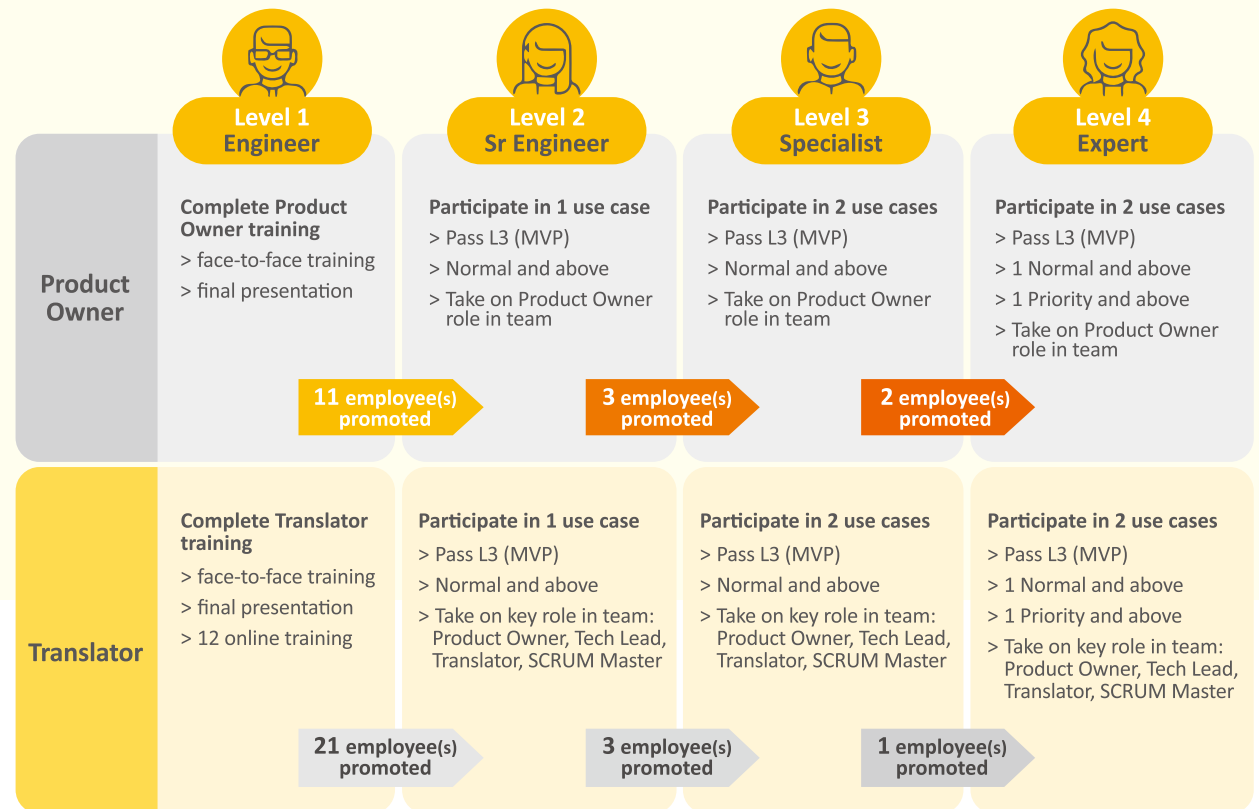 Level 1
Engineer
Level 2
Sr Engineer
Level 3
Specialist
Level 4
Expert
Product
Owner
Complete Product
Owner training
> face-to-face training
> final presentation
Participate in 1 use case
> Pass L3 (MVP)
> Normal and above
> Take on Product Owner
role in team
Participate in 2 use cases
> Pass L3 (MVP)
> Normal and above
> Take on Product Owner
role in team
Participate in 2 use cases
> Pass L3 (MVP)
> 1 Normal and above
> 1 Priority and above
> Take on Product Owner
role in team
11 employee(s)
promoted
3 employee(s)
promoted
2 employee(s)
promoted
Translator
Complete Translator
training
> face-to-face training
> final presentation
> 12 online training
Participate in 1 use case
> Pass L3 (MVP)
> Normal and above
> Take on key role in team:
Product Owner, Tech Lead,
Translator, SCRUM Master
Participate in 2 use cases
> Pass L3 (MVP)
> Normal and above
> Take on key role in team:
Product Owner, Tech Lead,
Translator, SCRUM Master
Participate in 2 use cases
> Pass L3 (MVP)
> 1 Normal and above
> 1 Priority and above
> Take on key role in team:
Product Owner, Tech Lead,
Translator, SCRUM Master
21 employee(s)
promoted
3 employee(s)
promoted
1 employee(s)
promoted